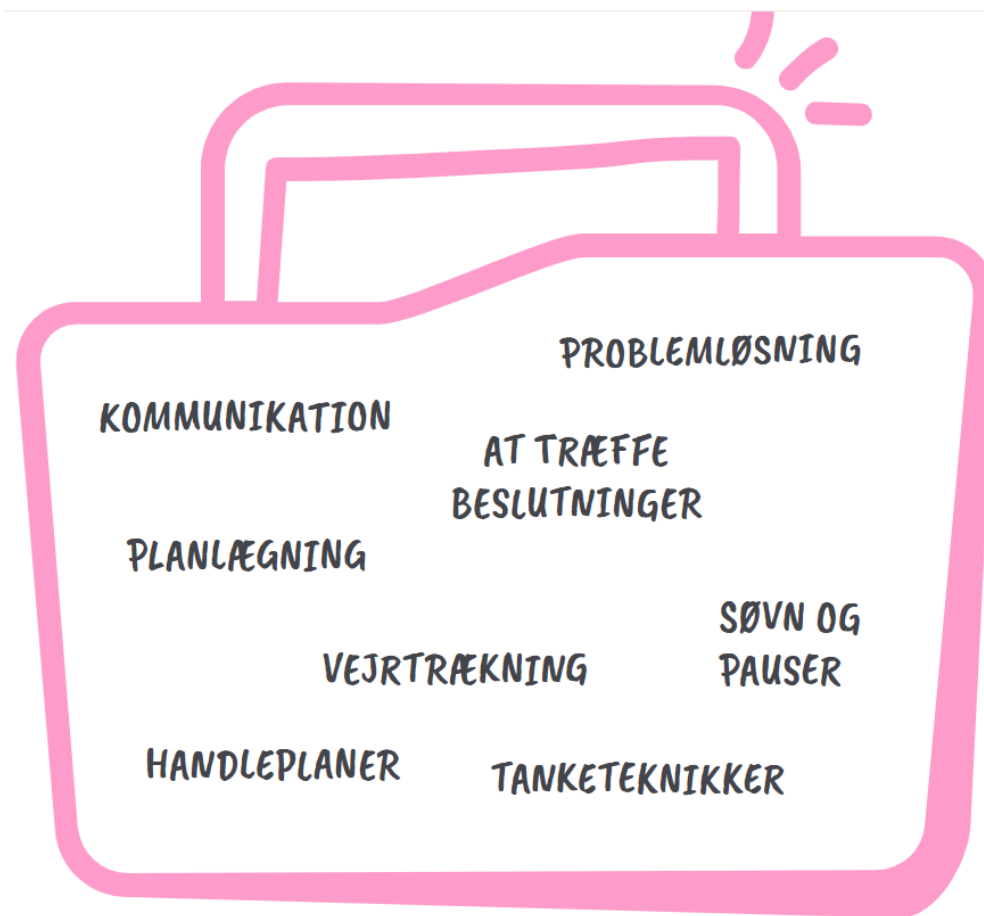 PROBLEMLØSNING
KOMMUNIKATION
AT TRÆFFE
BESLUTNINGER
PLANLÆGNING
SØVN OG
PAUSER
VEJRTRÆKNING
HANDLEPLANER
TANKETEKNIKKER